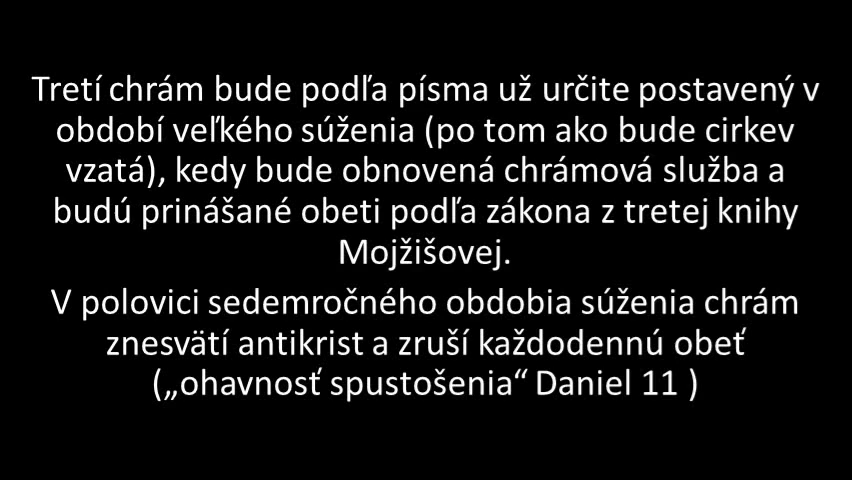 Tretí chrám bude podľa písma už určite postavený v
období veľkého súženia (po tom ako bude cirkev
vzatá), kedy bude obnovená chrámová služba a
budú prinášané obeti podľa zákona z tretej knihy
Mojžišovej.
V polovici sedemročného obdobia súženia chrám
znesvätí antikrist a zruší každodennú obeť
(„ohavnosť spustošenia“ Daniel 11 )